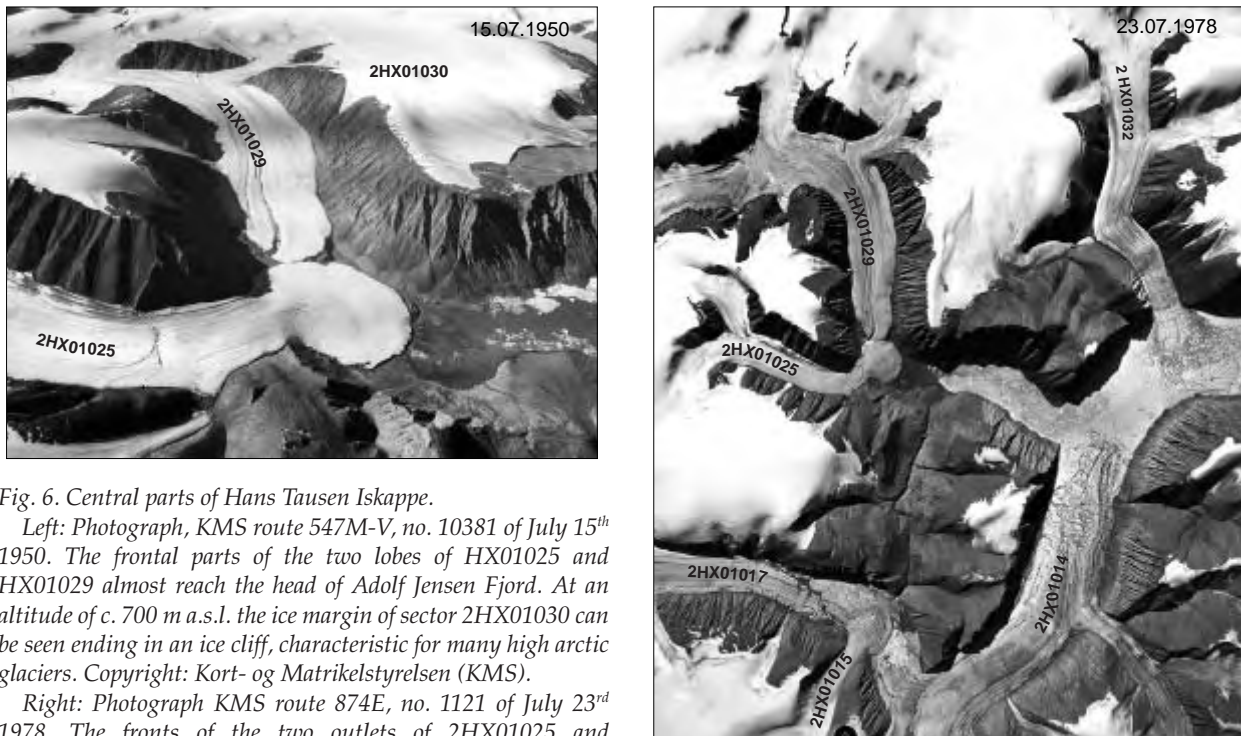 15.07.1950
2HX01030
2HX01029
2HX01025
23.07.1978
2HX01032
2HX01029
2HX01025
2HX01017
2HX01014
2HX01015
Fig. 6. Central parts of Hans Tausen Iskappe.
Left: Photograph, KMS route 547M-V, no. 10381 of July 15th
1950. The frontal parts of the two lobes of HX01025 and
HX01029 almost reach the head of Adolf Jensen Fjord. At an
altitude of c. 700 m a.s.l. the ice margin of sector 2HX01030 can
be seen ending in an ice cliff, characteristic for many high arctic
glaciers. Copyright: Kort- og Matrikelstyrelsen (KMS).
Right: Photograph KMS route 874E, no. 1121 of July 23rd
1978. The fronts of the two outlets of 2HX01025 and